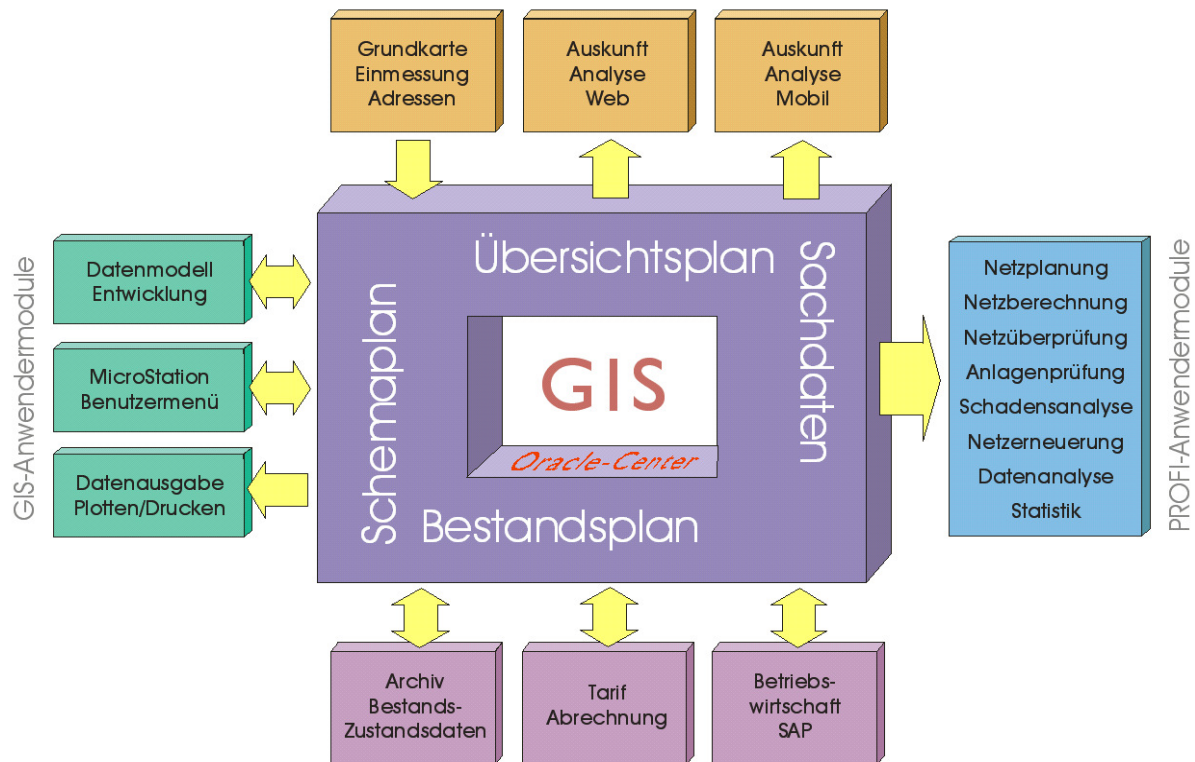 Grundkarte
Einmessung
Adressen
Auskunft
Analyse
Web
Auskunft
Analyse
Mobil
GIS-Anwendermodule
Datenmodell
Entwicklung
MicroStation
Benutzermenü
Datenausgabe
Plotten/Drucken
Schemaplan
Übersichtsplan
Sachdaten
GIS
Oracle-Center
Bestandsplan
Netzplanung
Netzberechnung
Netzüberprüfung
Anlagenprüfung
Schadensanalyse
Netzerneuerung
Datenanalyse
Statistik
PROFI-Anwendermodule
Archiv
Bestands-
Zustandsdaten
Tarif
Abrechnung
Betriebs-
wirtschaft
SAP